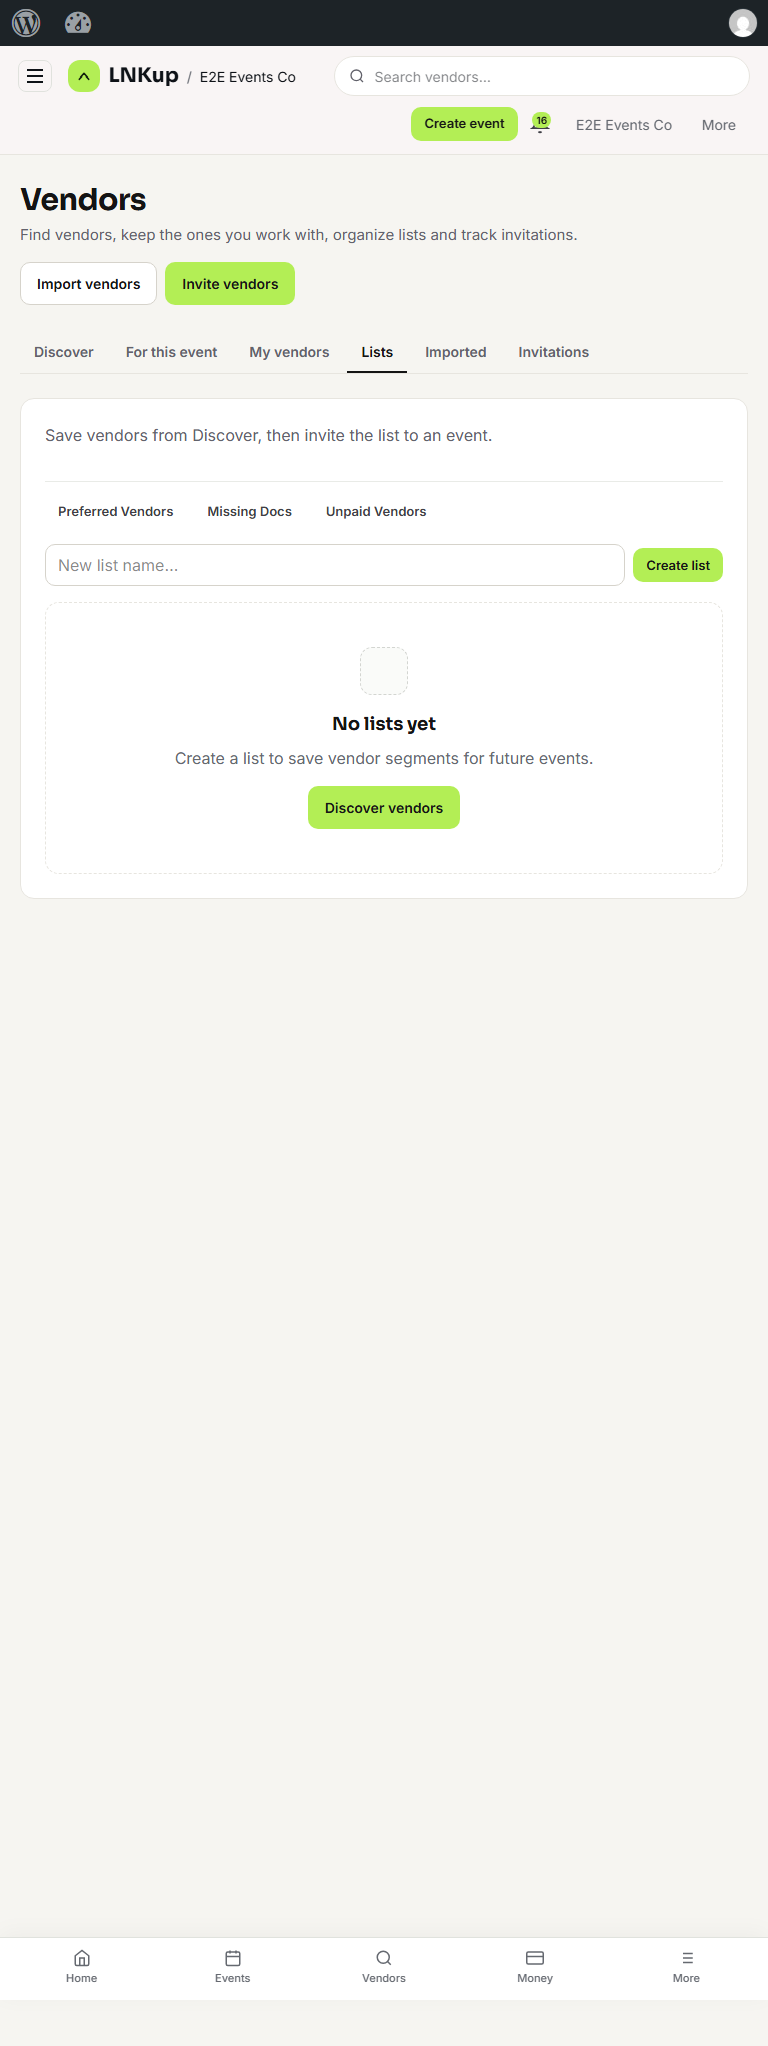 LNKup / E2E Events Co
Search vendors...
Create event
16
E2E Events Co
More
Vendors
Find vendors, keep the ones you work with, organize lists and track invitations.
Import vendors
Invite vendors
Discover
For this event
My vendors
Lists
Imported
Invitations
Save vendors from Discover, then invite the list to an event.
Preferred Vendors
Missing Docs
Unpaid Vendors
New list name...
Create list
No lists yet
Create a list to save vendor segments for future events.
Discover vendors
Home
Events
Vendors
Money
More